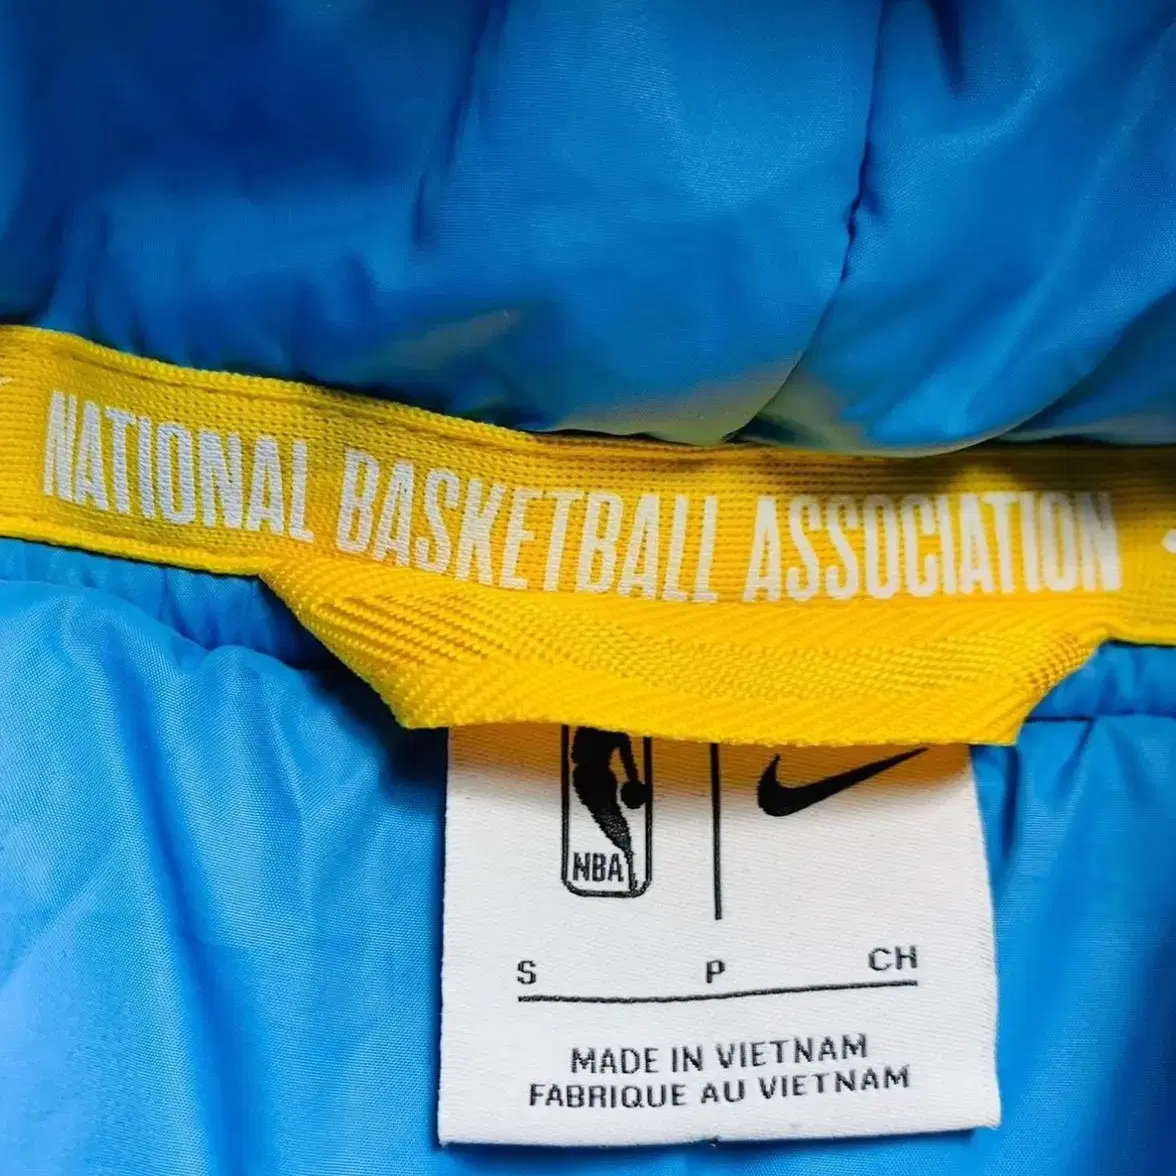 NATIONAL BASKETBALL ASSOCIATION
NBA
S P CH
MADE IN VIETNAM
FABRIQUE AU VIETNAM